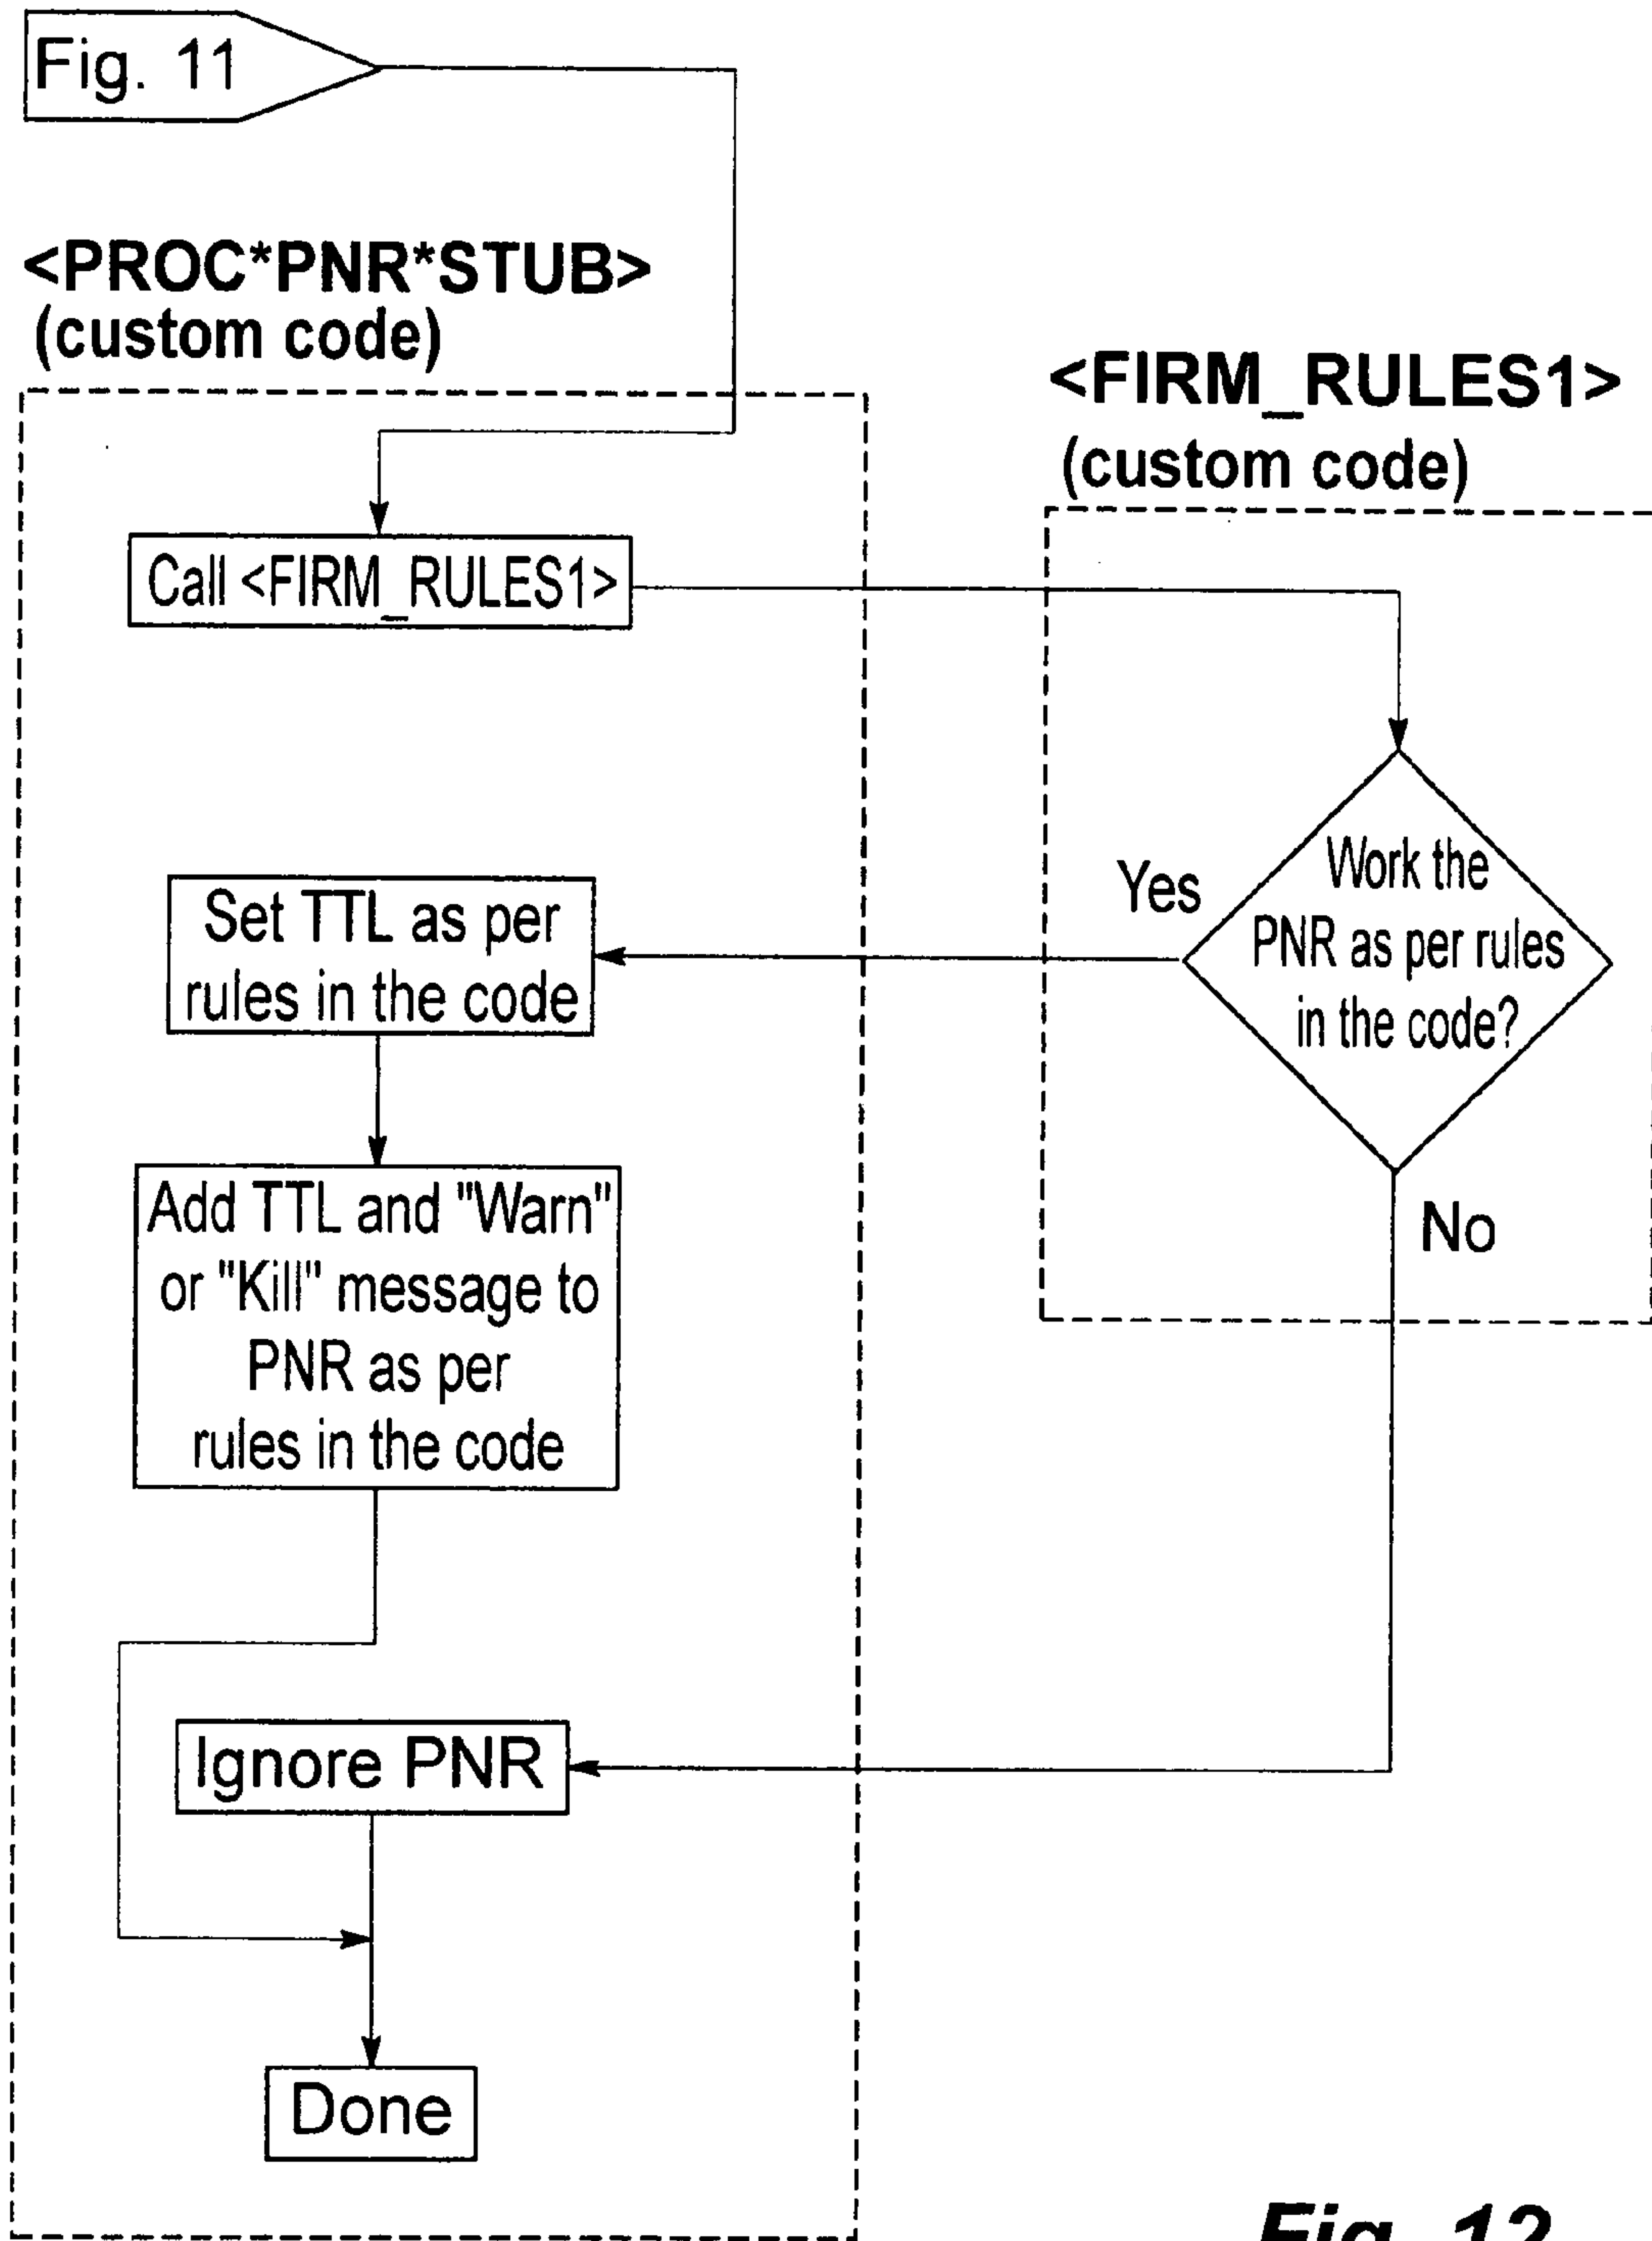 Fig. 11
<PROC*PNR*STUB>
(custom code)
<FIRM_RULES1>
(custom code)
Call <FIRM_RULES1>
Work the
PNR as per rules
in the code?
Yes
No
Set TTL as per
rules in the code
Add TTL and "Warn"
or "Kill" message to
PNR as per
rules in the code
Ignore PNR
Done
Fig. 12